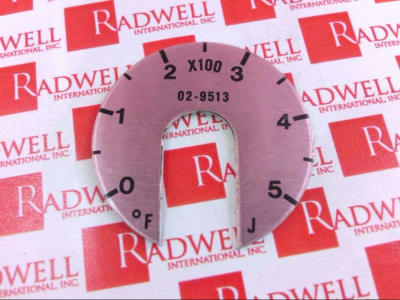 RADWELL
INTERNATIONAL, INC.
RADWELL
INTERNATIONAL, INC.
RADWELL
INTERNATIONAL, INC.
RADWELL
INTERNATIONAL, INC.
RADWELL
INTERNATIONAL, INC.
RADWELL
INTERNATIONAL, INC.
2 X100 3
02-9513
1 4
0 5
°F J